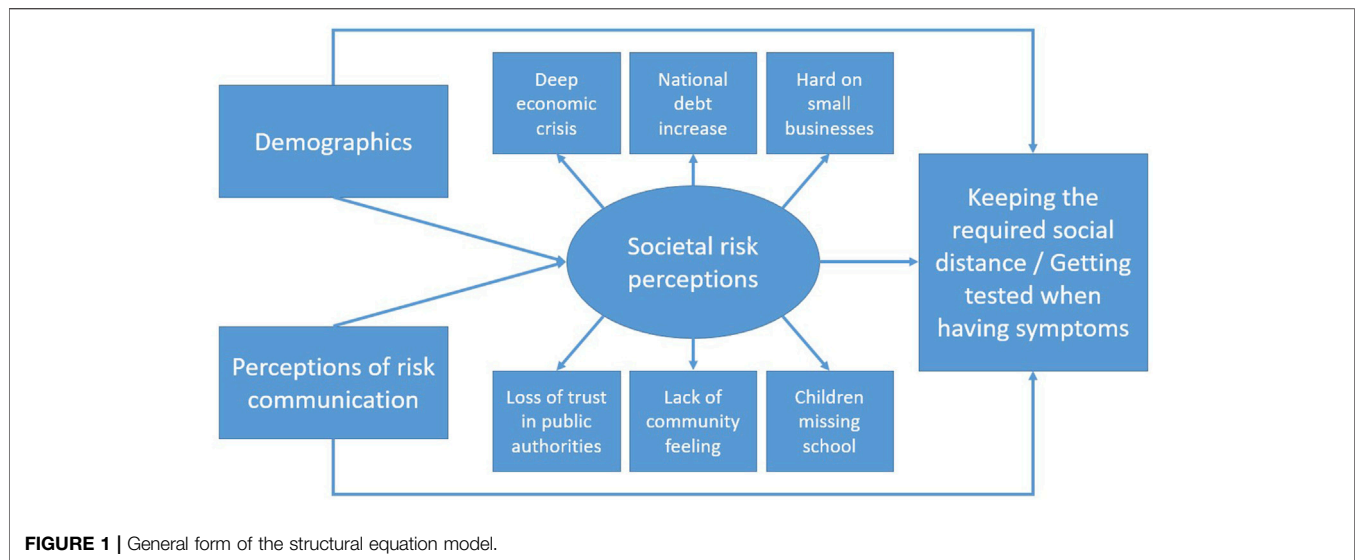 Demographics
Deep
economic
crisis
National
debt
increase
Hard on
small
businesses
Societal risk
perceptions
Keeping the
required social
distance / Getting
tested when
having symptoms
Perceptions of risk
communication
Loss of trust
in public
authorities
Lack of
community
feeling
Children
missing
school
FIGURE 1 | General form of the structural equation model.